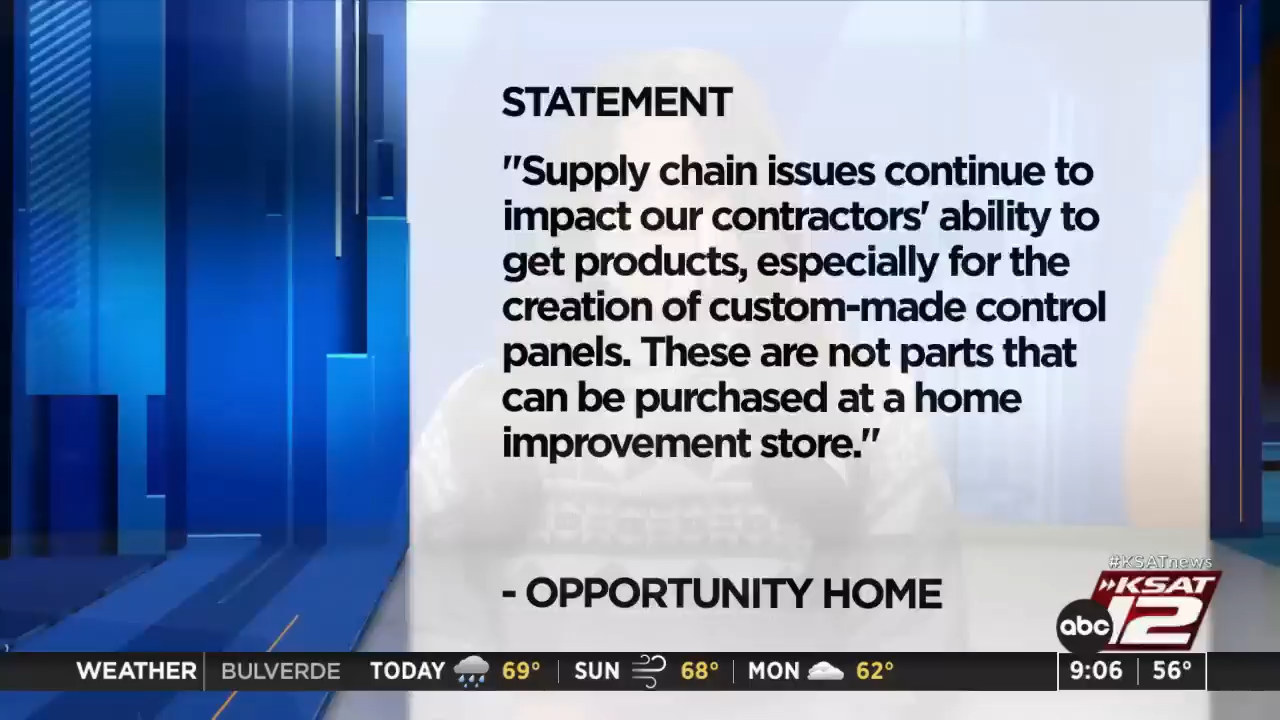 STATEMENT
"Supply chain issues continue to
impact our contractors' ability to
get products, especially for the
creation of custom-made control
panels. These are not parts that
can be purchased at a home
improvement store."
- OPPORTUNITY HOME
#KSATnews
KSAT
abc 12
WEATHER BULVERDE TODAY 69° SUN 68° MON 62° 9:06 56°